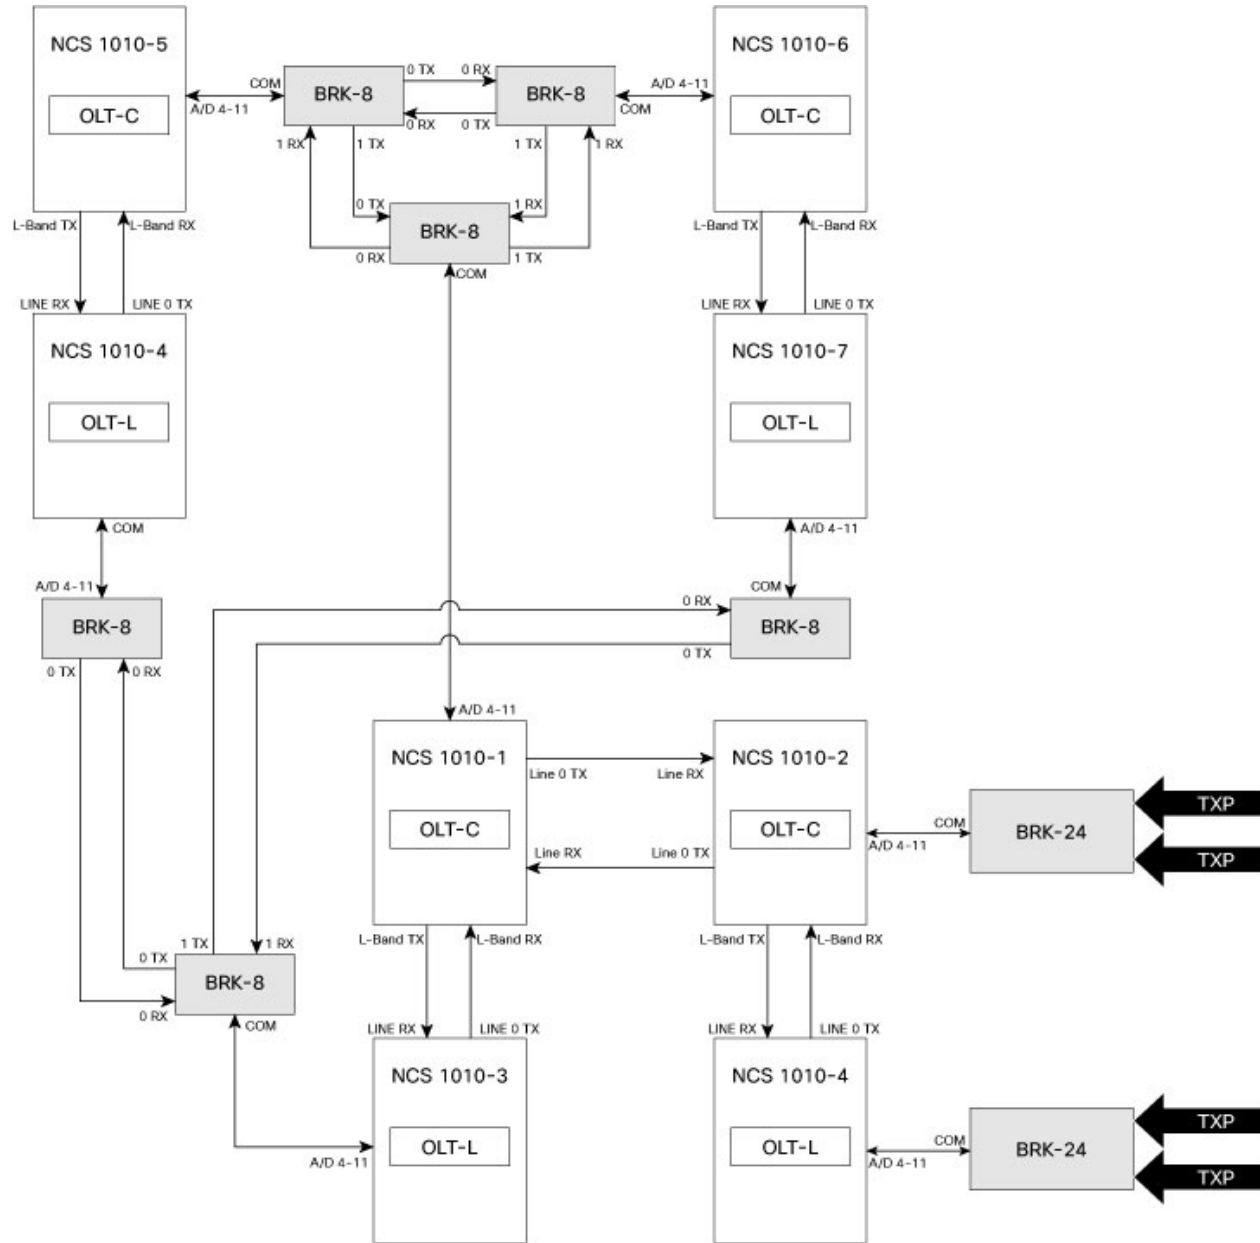 NCS 1010-5
OLT-C
A/D 4-11
COM
BRK-8
0 TX
0 RX
0 RX
0 TX
BRK-8
COM
A/D 4-11
NCS 1010-6
OLT-C
1 RX
1 TX
1 TX
1 RX
0 TX
1 RX
BRK-8
0 RX
1 TX
COM
L-Band TX
L-Band RX
L-Band TX
L-Band RX
LINE RX
LINE 0 TX
LINE RX
LINE 0 TX
NCS 1010-4
OLT-L
NCS 1010-7
OLT-L
COM
A/D 4-11
A/D 4-11
COM
BRK-8
0 RX
BRK-8
0 TX
0 TX
0 RX
A/D 4-11
NCS 1010-1
OLT-C
Line 0 TX
Line RX
Line RX
Line 0 TX
NCS 1010-2
OLT-C
A/D 4-11
COM
BRK-24
TXP
TXP
L-Band TX
L-Band RX
L-Band TX
L-Band RX
1 TX
1 RX
0 TX
BRK-8
0 RX
COM
LINE RX
LINE 0 TX
LINE RX
LINE 0 TX
NCS 1010-3
OLT-L
A/D 4-11
NCS 1010-4
OLT-L
A/D 4-11
COM
BRK-24
TXP
TXP